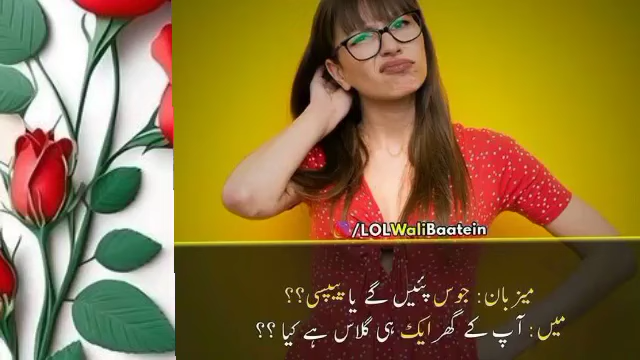 /LOLWaliBaatein
میزبان: جوس پئیں گے یا پیپسی؟؟
میں: آپ کے گھر ایک ہی گلاس ہے کیا ؟؟